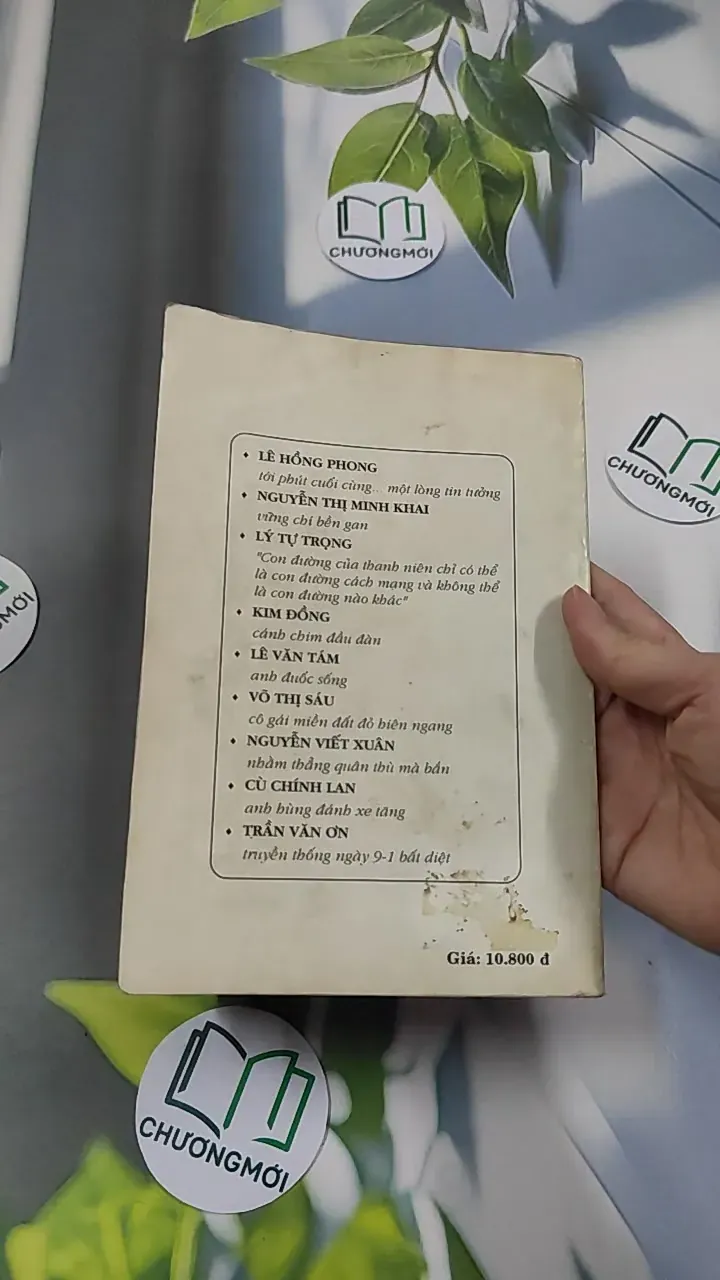 CHƯƠNGMỚI
CHƯƠNGMỚI
MỚI
⬧ LÊ HỒNG PHONG
tới phút cuối cùng... một lòng tin tưởng
⬧ NGUYỄN THỊ MINH KHAI
vững chí bền gan
⬧ LÝ TỰ TRỌNG
"Con đường của thanh niên chỉ có thể
là con đường cách mạng và không thể
là con đường nào khác"
⬧ KIM ĐỒNG
cánh chim đầu đàn
⬧ LÊ VĂN TÁM
anh đuốc sống
⬧ VÕ THỊ SÁU
cô gái miền đất đỏ hiên ngang
⬧ NGUYỄN VIẾT XUÂN
nhằm thẳng quân thù mà bắn
⬧ CÙ CHÍNH LAN
anh hùng đánh xe tăng
⬧ TRẦN VĂN ƠN
truyền thống ngày 9-1 bất diệt
Giá: 10.800 đ
CHƯƠNGMỚI